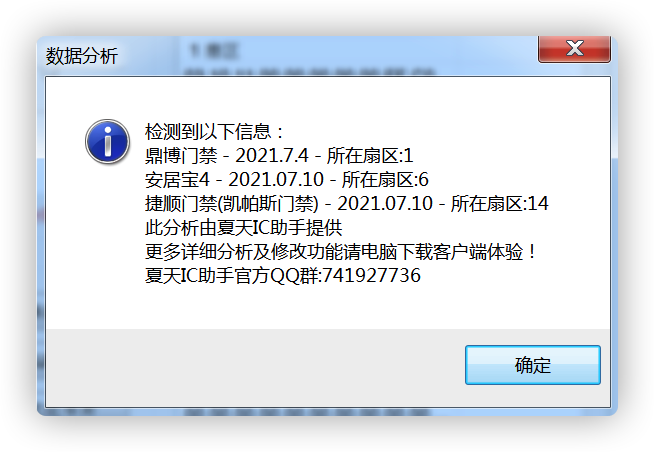 数据分析
检测到以下信息：
鼎博门禁 - 2021.7.4 - 所在扇区:1
安居宝4 - 2021.07.10 - 所在扇区:6
捷顺门禁(凯帕斯门禁) - 2021.07.10 - 所在扇区:14
此分析由夏天IC助手提供
更多详细分析及修改功能请电脑下载客户端体验！
夏天IC助手官方QQ群:741927736
确定